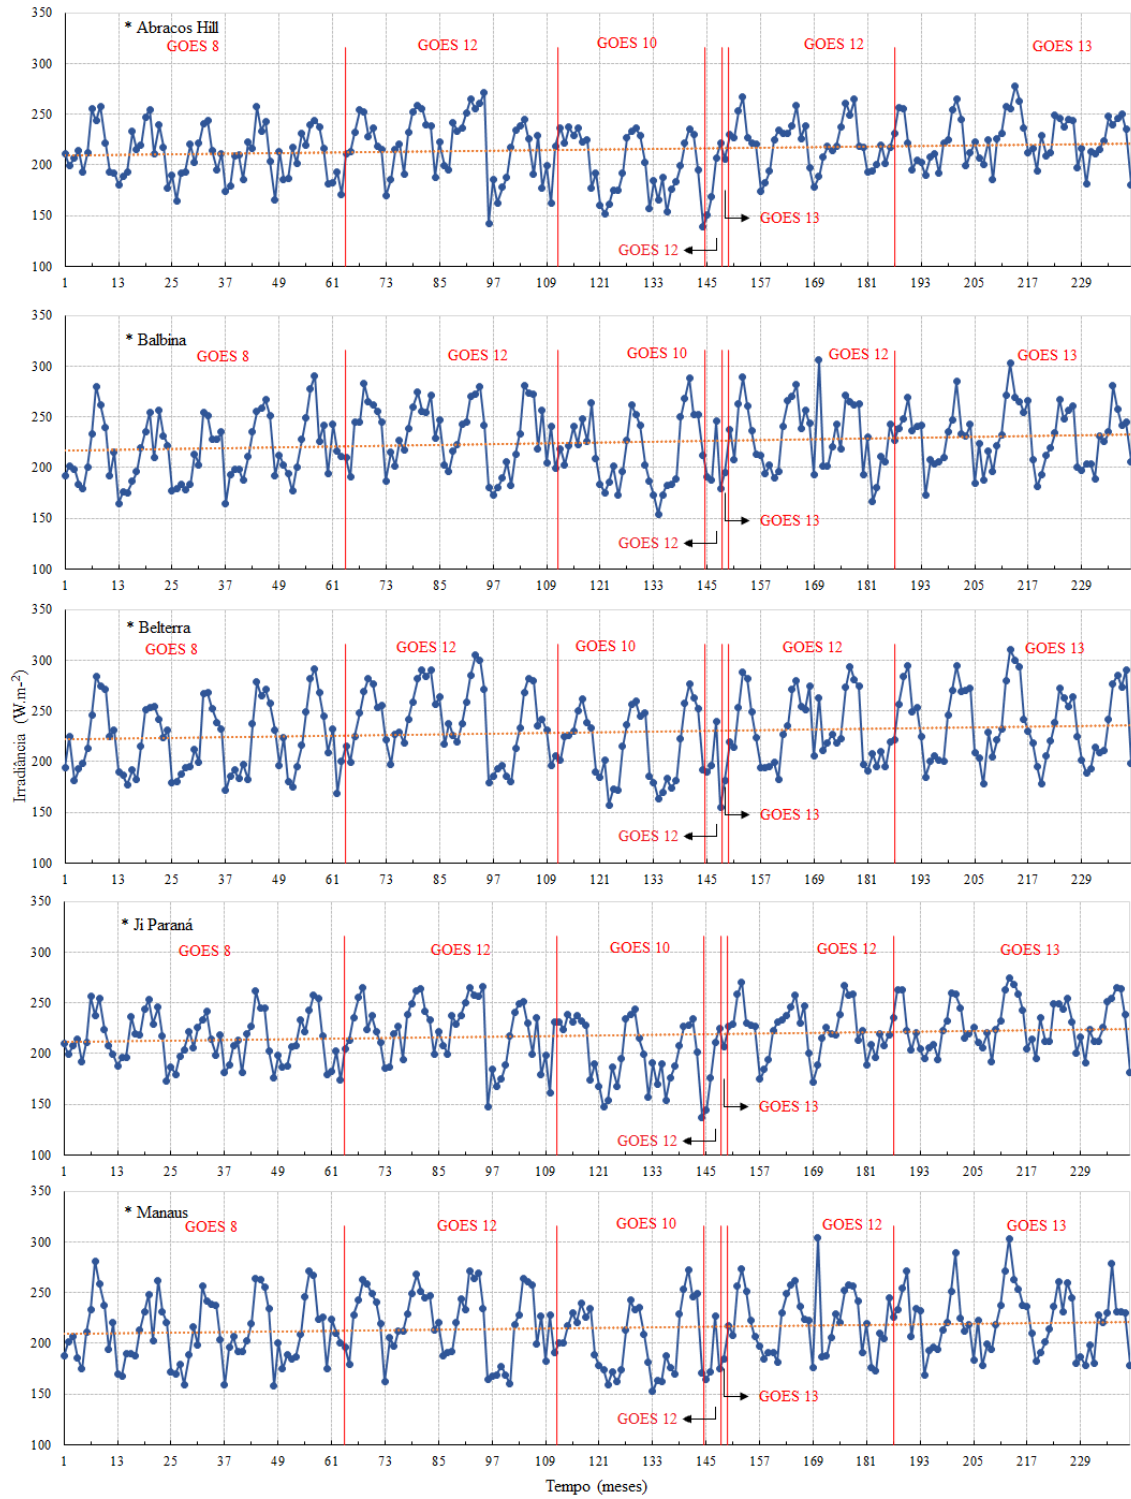 350
* Abracos Hill
GOES 8
GOES 12
GOES 10
GOES 12
GOES 13
300
250
200
150
GOES 13
GOES 12
100
1 13 25 37 49 61 73 85 97 109 121 133 145 157 169 181 193 205 217 229
350
* Balbina
GOES 8
GOES 12
GOES 10
GOES 12
GOES 13
300
250
200
150
GOES 13
GOES 12
100
1 13 25 37 49 61 73 85 97 109 121 133 145 157 169 181 193 205 217 229
350
* Belterra
GOES 8
GOES 12
GOES 10
GOES 12
GOES 13
300
250
200
150
GOES 13
GOES 12
100
1 13 25 37 49 61 73 85 97 109 121 133 145 157 169 181 193 205 217 229
Irradiância (W.m-²)
350
* Ji Paraná
GOES 8
GOES 12
GOES 10
GOES 12
GOES 13
300
250
200
150
GOES 13
GOES 12
100
1 13 25 37 49 61 73 85 97 109 121 133 145 157 169 181 193 205 217 229
350
* Manaus
GOES 8
GOES 12
GOES 10
GOES 12
GOES 13
300
250
200
150
GOES 13
GOES 12
100
1 13 25 37 49 61 73 85 97 109 121 133 145 157 169 181 193 205 217 229
Tempo (meses)